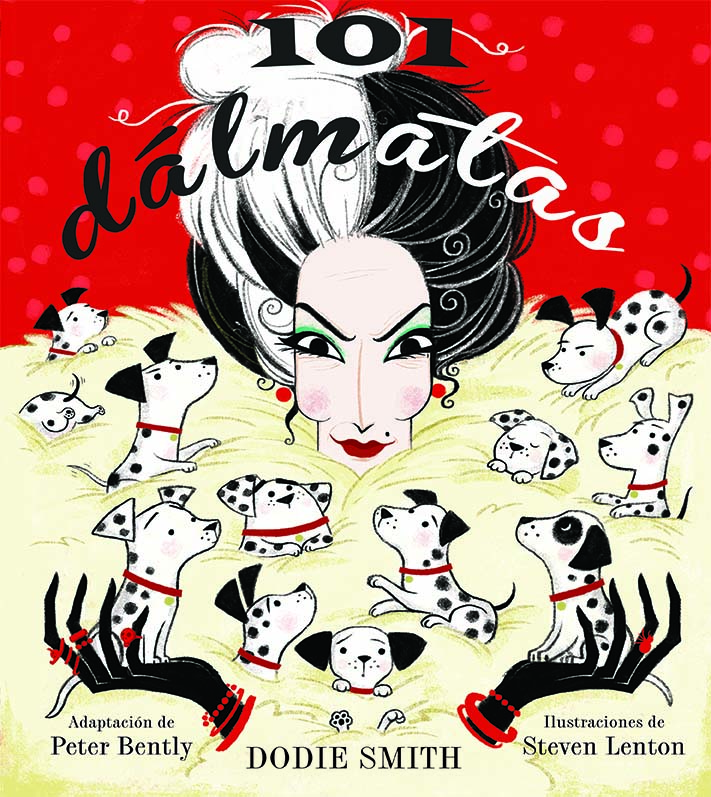 101
dálmatas
Adaptación de
Peter Bently
DODIE SMITH
Ilustraciones de
Steven Lenton